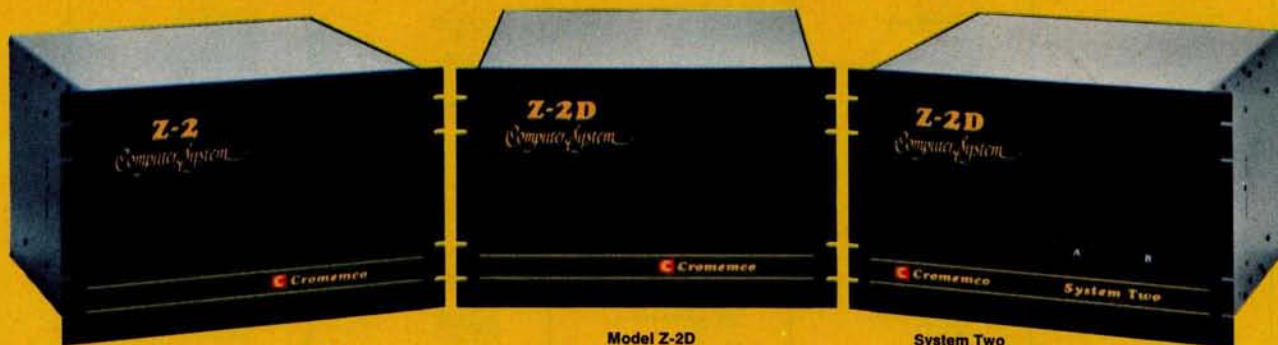 Z-2
Computer System
Cromemco
Z-2D
Computer System
Cromemco
Z-2D
Computer System
A B
Cromemco
System Two
Model Z-2D
System Two